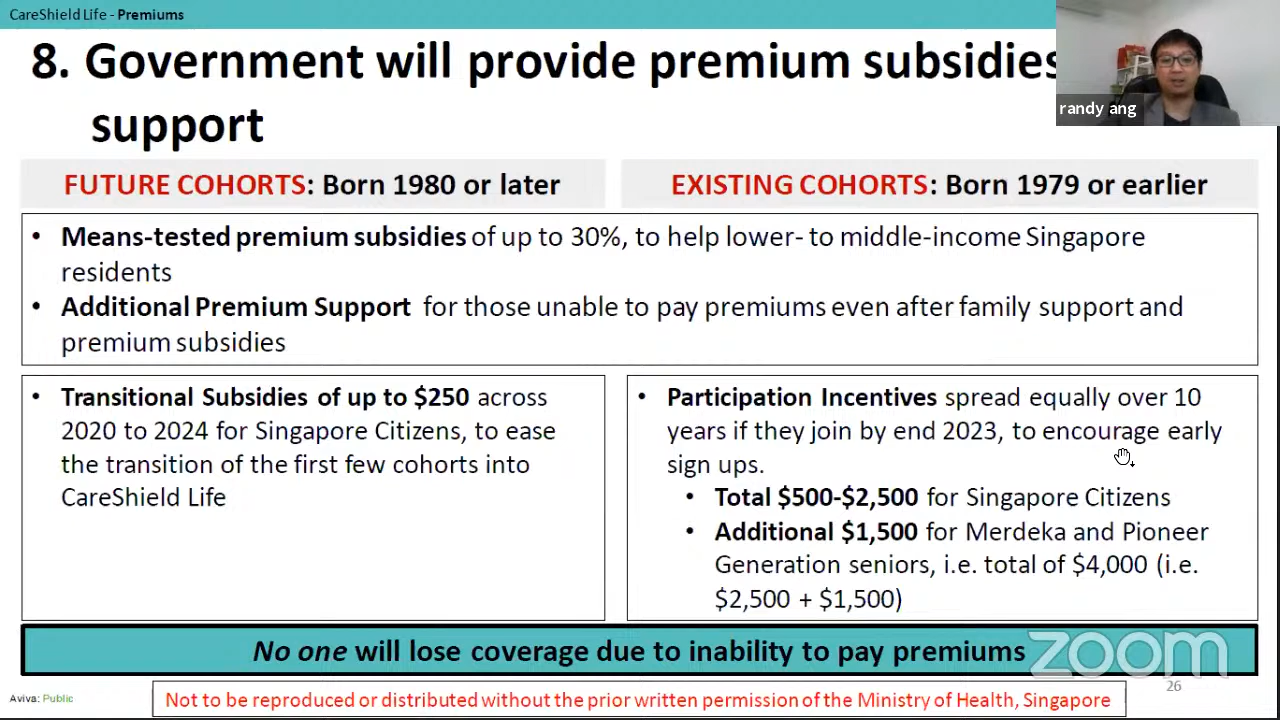 CareShield Life - Premiums
8. Government will provide premium subsidies
support
randy ang
FUTURE COHORTS: Born 1980 or later
EXISTING COHORTS: Born 1979 or earlier
• Means-tested premium subsidies of up to 30%, to help lower- to middle-income Singapore
residents
• Additional Premium Support for those unable to pay premiums even after family support and
premium subsidies
• Transitional Subsidies of up to $250 across
2020 to 2024 for Singapore Citizens, to ease
the transition of the first few cohorts into
CareShield Life
• Participation Incentives spread equally over 10
years if they join by end 2023, to encourage early
sign ups.
• Total $500-$2,500 for Singapore Citizens
• Additional $1,500 for Merdeka and Pioneer
Generation seniors, i.e. total of $4,000 (i.e.
$2,500 + $1,500)
No one will lose coverage due to inability to pay premiums
zoom
26
Aviva: Public
Not to be reproduced or distributed without the prior written permission of the Ministry of Health, Singapore